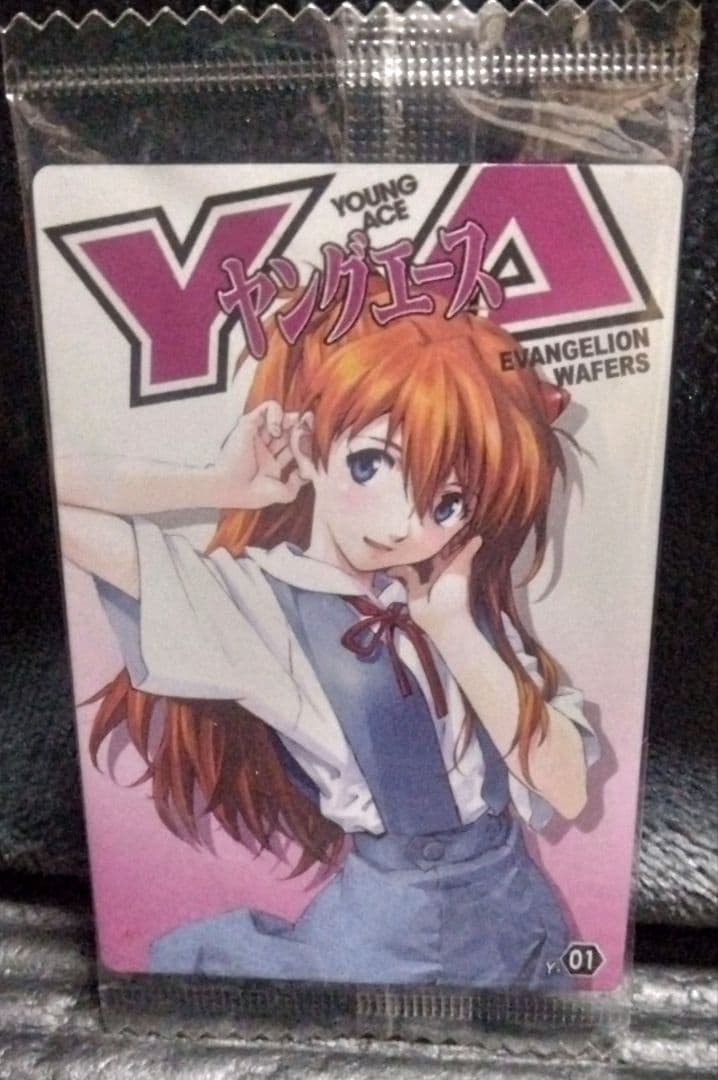 YA
YOUNG
ACE
ヤングエース
EVANGELION
WAFERS
Y. 01